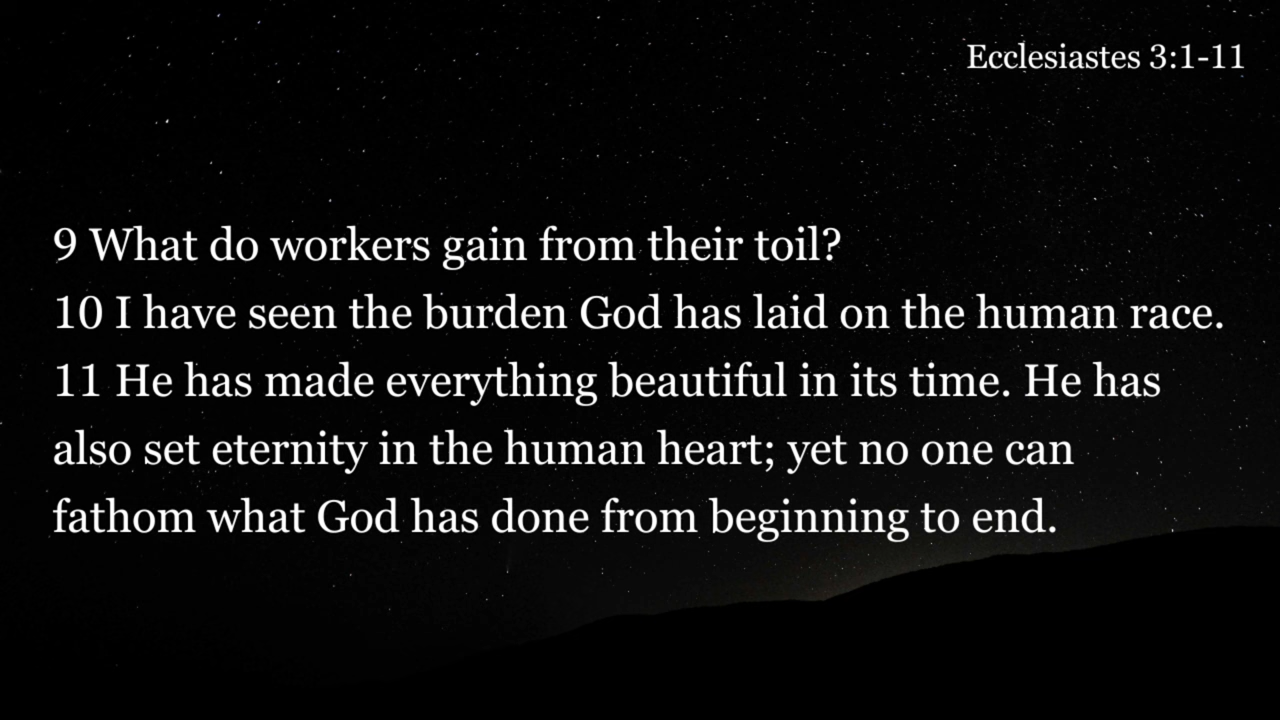 Ecclesiastes 3:1-11
9 What do workers gain from their toil?
10 I have seen the burden God has laid on the human race.
11 He has made everything beautiful in its time. He has
also set eternity in the human heart; yet no one can
fathom what God has done from beginning to end.